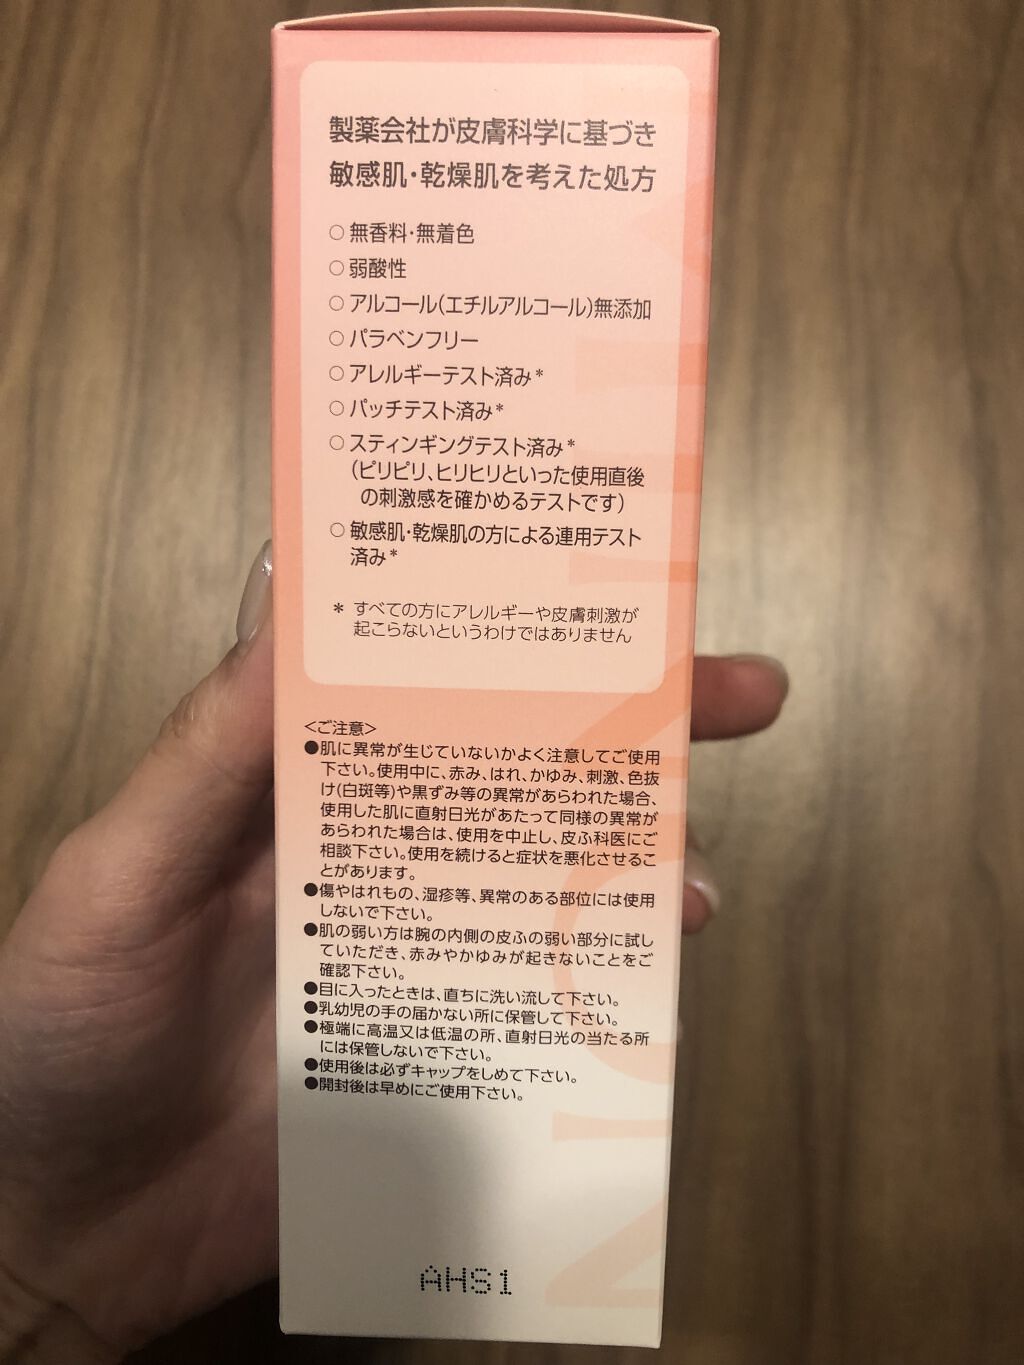 製薬会社が皮膚科学に基づき
敏感肌・乾燥肌を考えた処方
○無香料・無着色
○弱酸性
○アルコール(エチルアルコール)無添加
○パラベンフリー
○アレルギーテスト済み*
○パッチテスト済み*
○スティンギングテスト済み*
(ピリピリ、ヒリヒリといった使用直後
の刺激感を確かめるテストです)
○敏感肌・乾燥肌の方による連用テスト
済み*
* すべての方にアレルギーや皮膚刺激が
起こらないというわけではありません
<ご注意>
●肌に異常が生じていないかよく注意してご使用
下さい。使用中に、赤み、はれ、かゆみ、刺激、色抜
け(白斑等)や黒ずみ等の異常があらわれた場合、
使用した肌に直射日光があたって同様の異常が
あらわれた場合は、使用を中止し、皮ふ科医にご
相談下さい。使用を続けると症状を悪化させるこ
とがあります。
●傷やはれもの、湿疹等、異常のある部位には使用
しないで下さい。
●肌の弱い方は腕の内側の皮ふの弱い部分に試し
ていただき、赤みやかゆみが起きないことをご
確認下さい。
●目に入ったときは、直ちに洗い流して下さい。
●乳幼児の手の届かない所に保管して下さい。
●極端に高温又は低温の所、直射日光の当たる所
には保管しないで下さい。
●使用後は必ずキャップをしめて下さい。
●開封後は早めにご使用下さい。
AHS1